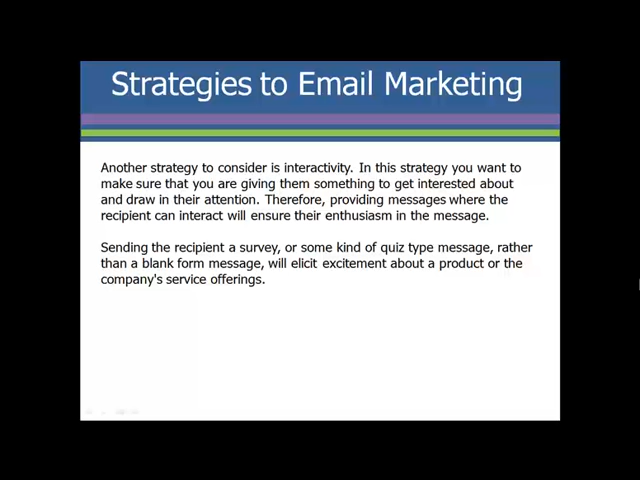 Strategies to Email Marketing
Another strategy to consider is interactivity. In this strategy you want to
make sure that you are giving them something to get interested about
and draw in their attention. Therefore, providing messages where the
recipient can interact will ensure their enthusiasm in the message.
Sending the recipient a survey, or some kind of quiz type message, rather
than a blank form message, will elicit excitement about a product or the
company's service offerings.